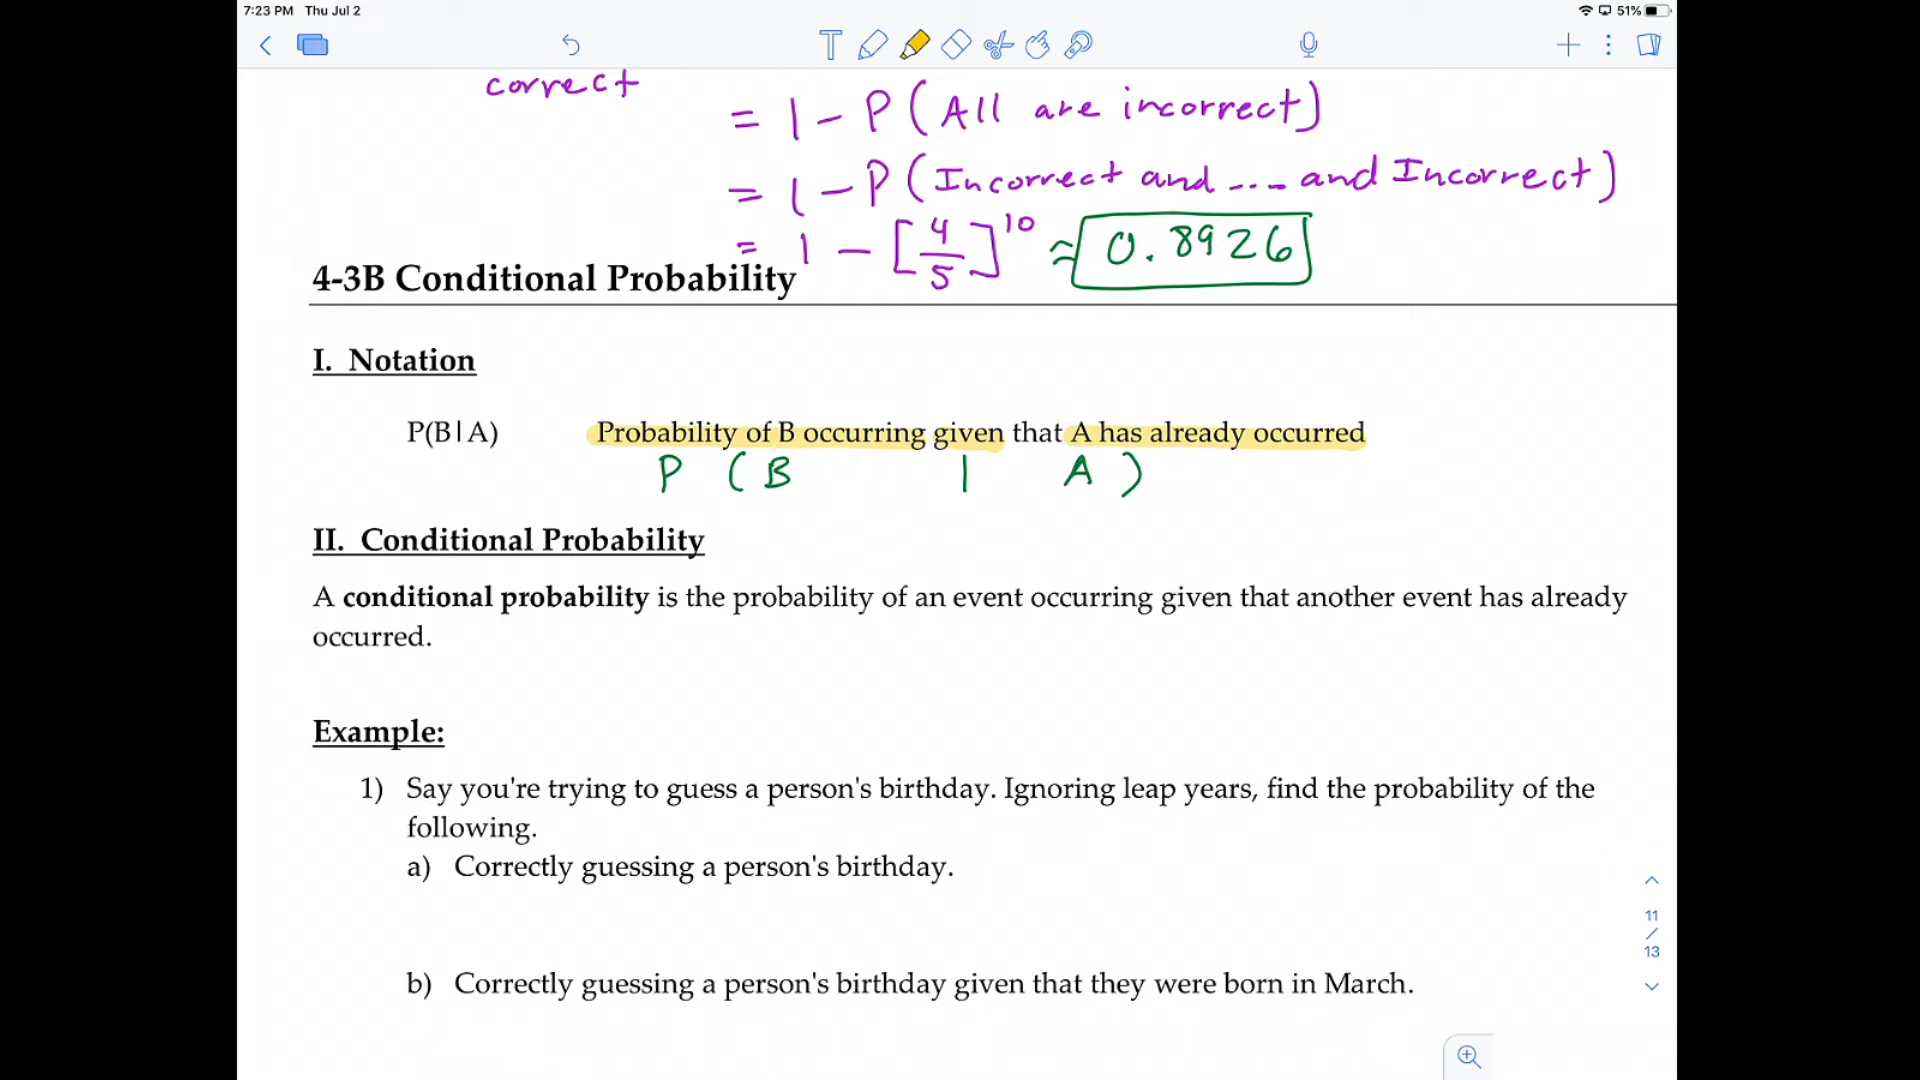 7:23 PM Thu Jul 2
51%
T
correct
= 1 - P ( All are incorrect )
= 1 - P ( Incorrect and .... and Incorrect )
= 1 - [ 4/5 ]^10 ≈ 0.8926
4-3B Conditional Probability
I. Notation
P(B|A) Probability of B occurring given that A has already occurred
P ( B | A )
II. Conditional Probability
A conditional probability is the probability of an event occurring given that another event has already
occurred.
Example:
1) Say you're trying to guess a person's birthday. Ignoring leap years, find the probability of the
following.
a) Correctly guessing a person's birthday.
11
/
13
b) Correctly guessing a person's birthday given that they were born in March.